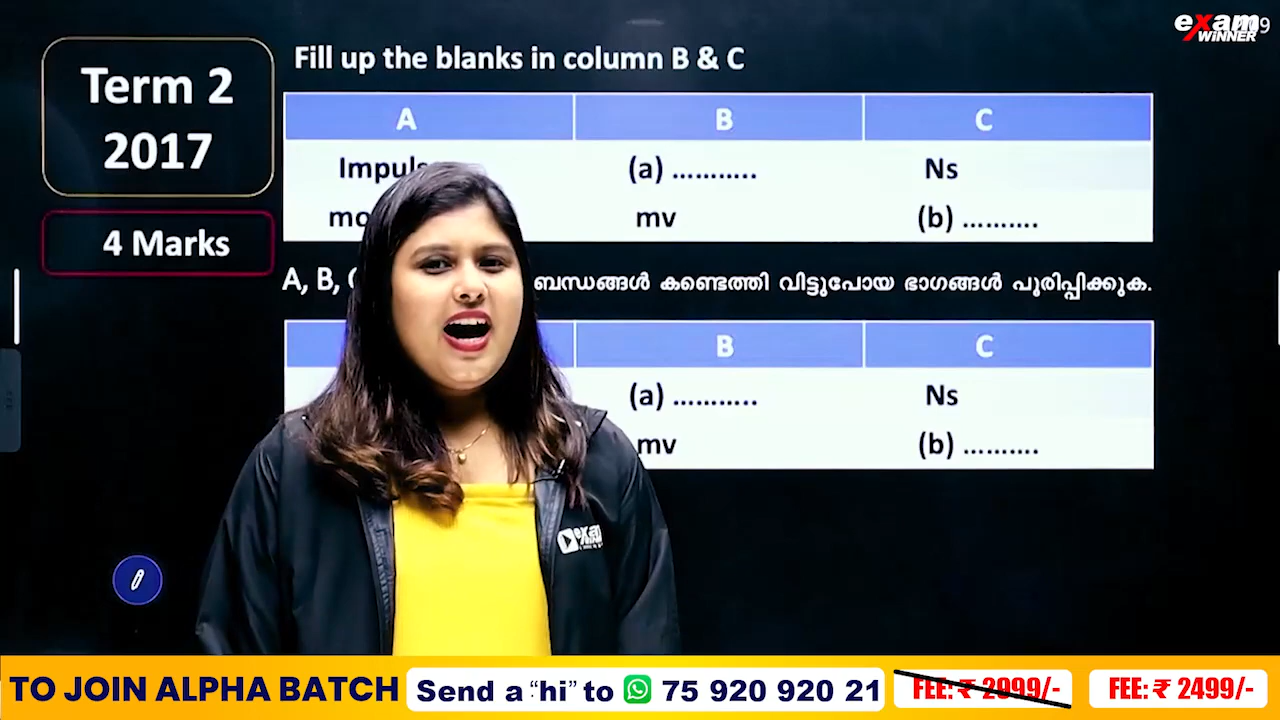 exam
WiNNER
Term 2
2017
4 Marks
Fill up the blanks in column B & C
A B C
(a) ……….. Ns
mv (b) ……….
A, B, ബന്ധങ്ങൾ കണ്ടെത്തി വിട്ടുപോയ ഭാഗങ്ങൾ പൂരിപ്പിക്കുക.
B C
(a) ……….. Ns
mv (b) ……….
TO JOIN ALPHA BATCH Send a “hi” to 75 920 920 21 FEE: ₹ 2999/- FEE: ₹ 2499/-